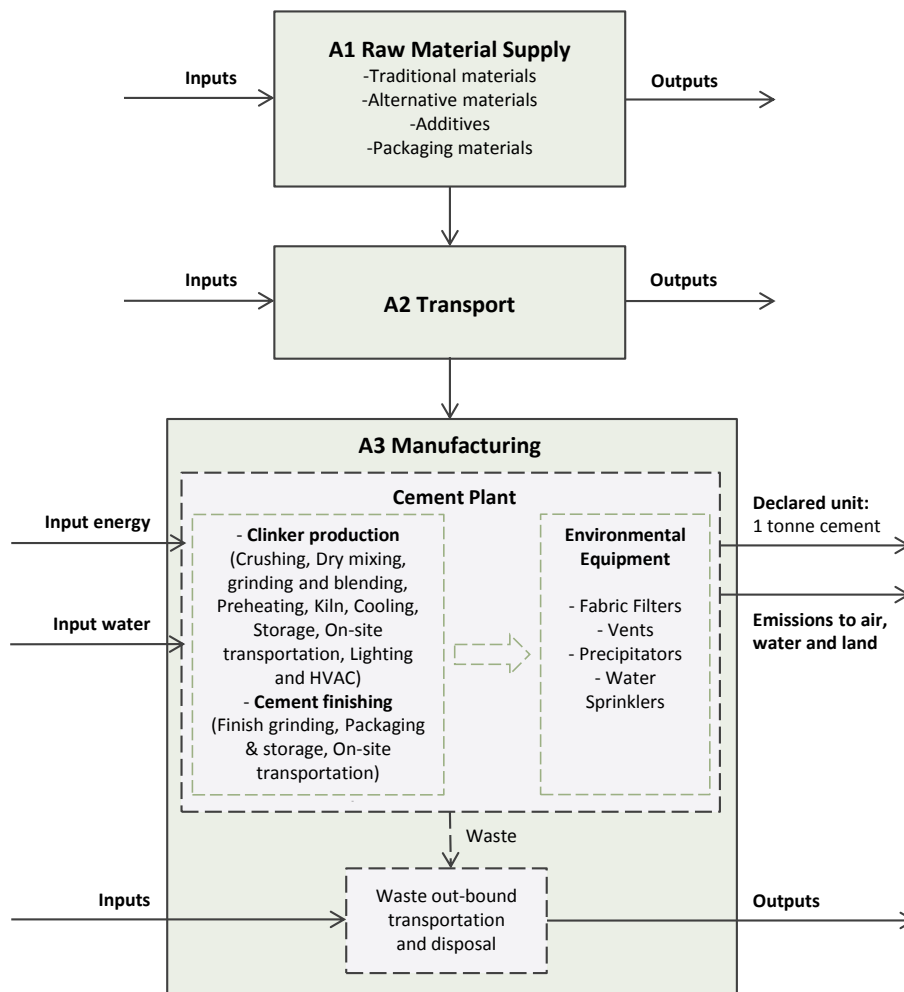 A1 Raw Material Supply
-Traditional materials
-Alternative materials
-Additives
-Packaging materials
Inputs
Outputs
A2 Transport
Inputs
Outputs
A3 Manufacturing
Cement Plant
Input energy
Input water
- Clinker production
(Crushing, Dry mixing,
grinding and blending,
Preheating, Kiln, Cooling,
Storage, On-site
transportation, Lighting
and HVAC)
- Cement finishing
(Finish grinding, Packaging
& storage, On-site
transportation)
Environmental
Equipment
- Fabric Filters
- Vents
- Precipitators
- Water
Sprinklers
Declared unit:
1 tonne cement
Emissions to air,
water and land
Waste
Inputs
Waste out-bound
transportation
and disposal
Outputs